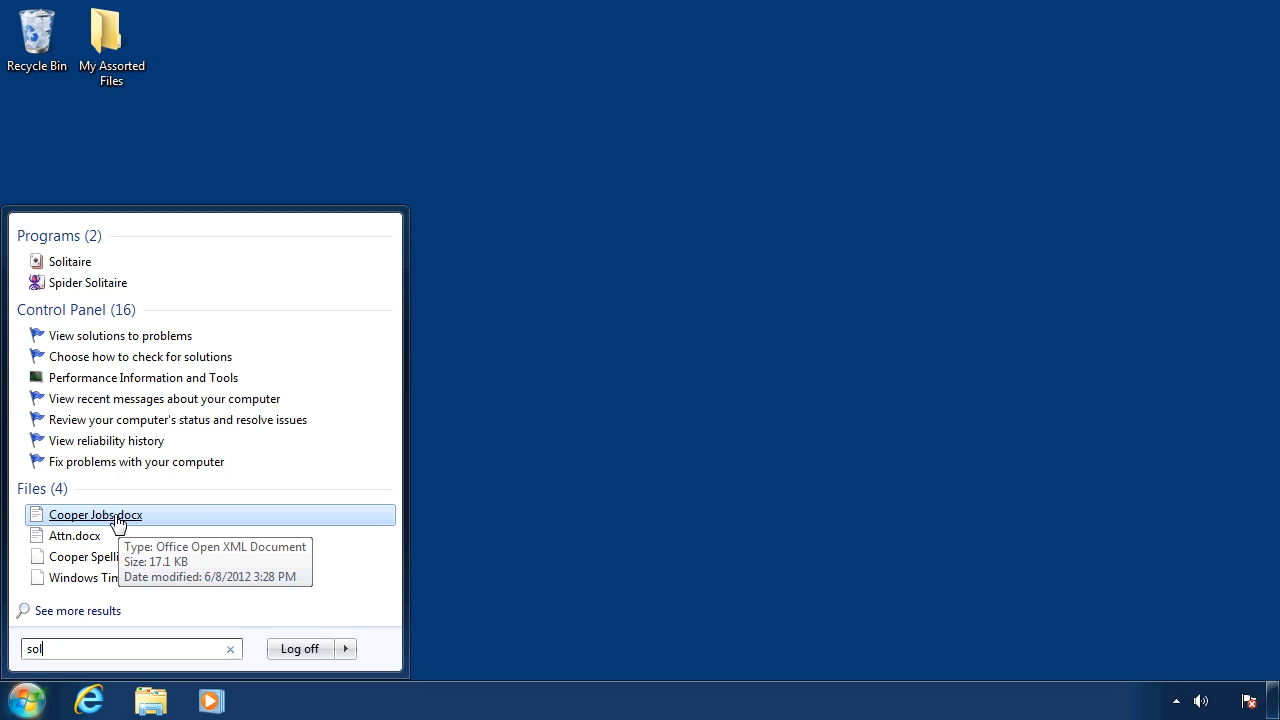 Recycle Bin
My Assorted
Files
Programs (2)
Solitaire
Spider Solitaire
Control Panel (16)
View solutions to problems
Choose how to check for solutions
Performance Information and Tools
View recent messages about your computer
Review your computer's status and resolve issues
View reliability history
Fix problems with your computer
Files (4)
Cooper Jobs.docx
Attn.docx
Cooper Spelli
Windows Tim
Type: Office Open XML Document
Size: 17.1 KB
Date modified: 6/8/2012 3:28 PM
See more results
sol
Log off